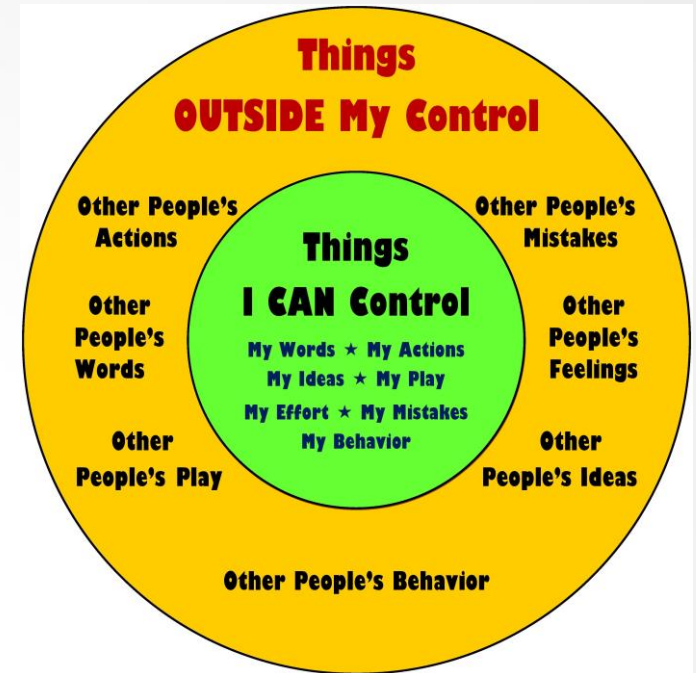 Things
OUTSIDE My Control
Other People's
Actions
Other
People's
Words
Other
People's Play
Things
I CAN Control
My Words ★ My Actions
My Ideas ★ My Play
My Effort ★ My Mistakes
My Behavior
Other People's
Mistakes
Other
People's
Feelings
Other
People's Ideas
Other People's Behavior